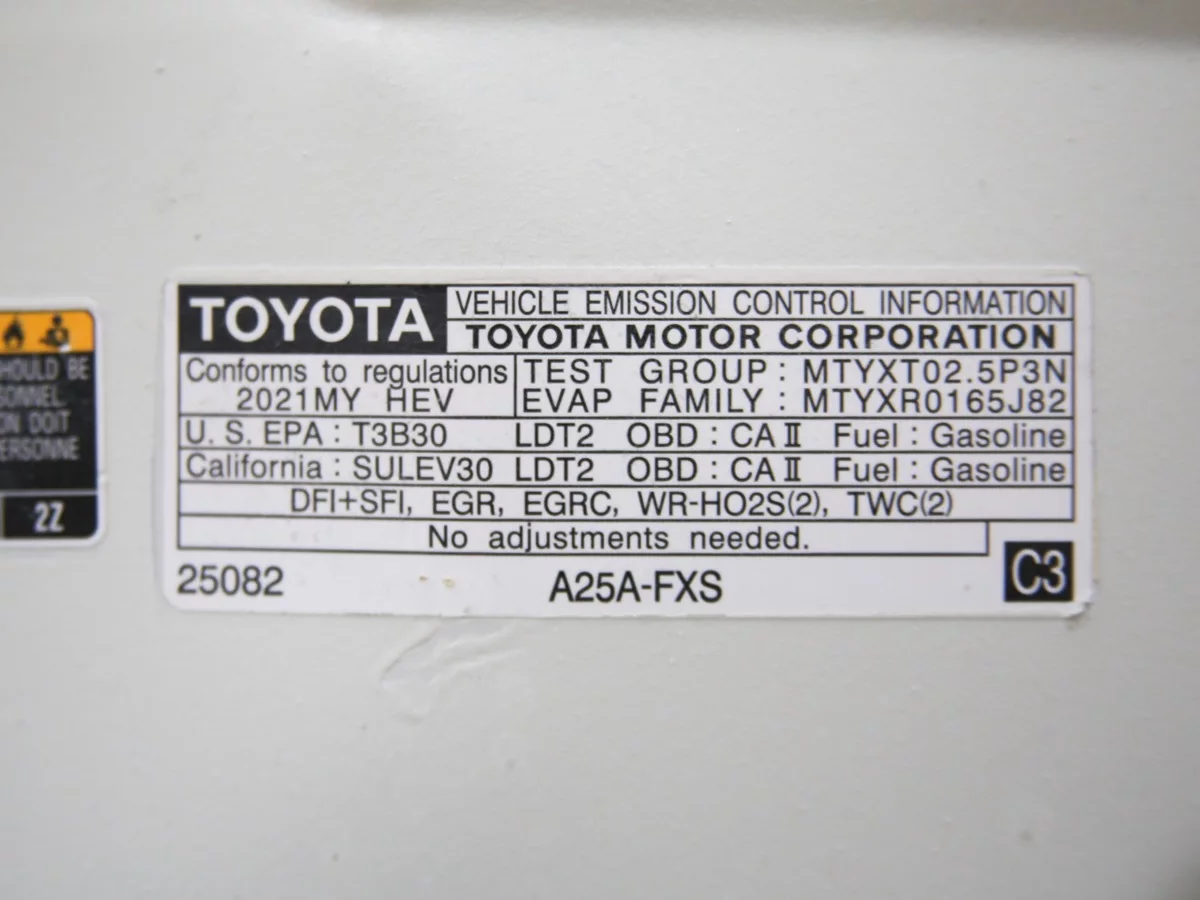 TOYOTA VEHICLE EMISSION CONTROL INFORMATION
TOYOTA MOTOR CORPORATION
Conforms to regulations TEST GROUP : MTYXT02.5P3N
2021MY HEV EVAP FAMILY : MTYXR0165J82
U. S. EPA : T3B30 LDT2 OBD : CA II Fuel : Gasoline
California : SULEV30 LDT2 OBD : CA II Fuel : Gasoline
DFI+SFI, EGR, EGRC, WR-HO2S(2), TWC(2)
No adjustments needed.
25082 A25A-FXS C3
HOULD BE
SONNEL.
ON DOIT
PERSONNE
2Z